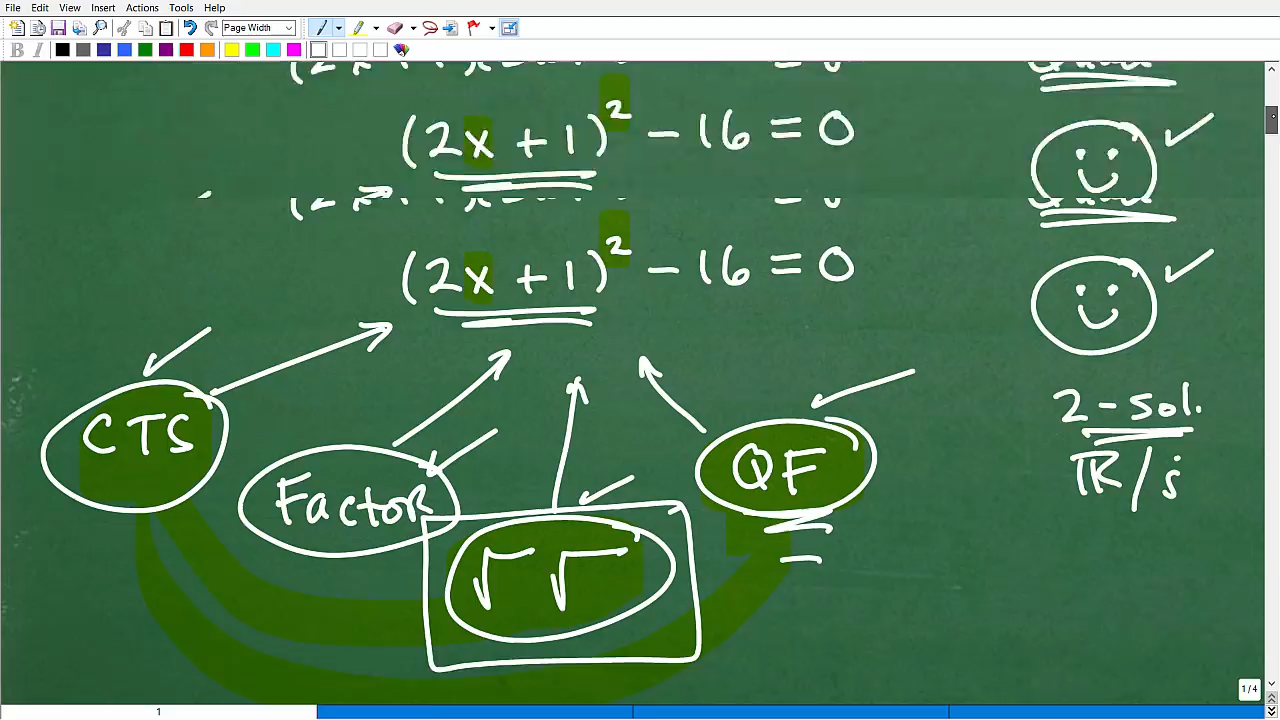 File Edit View Insert Actions Tools Help
Page Width
B I
(2x + 1)² − 16 = 0
(2x + 1)² − 16 = 0
CTS
Factor
√ √
QF
2-sol.
ℝ/i
1/4
1